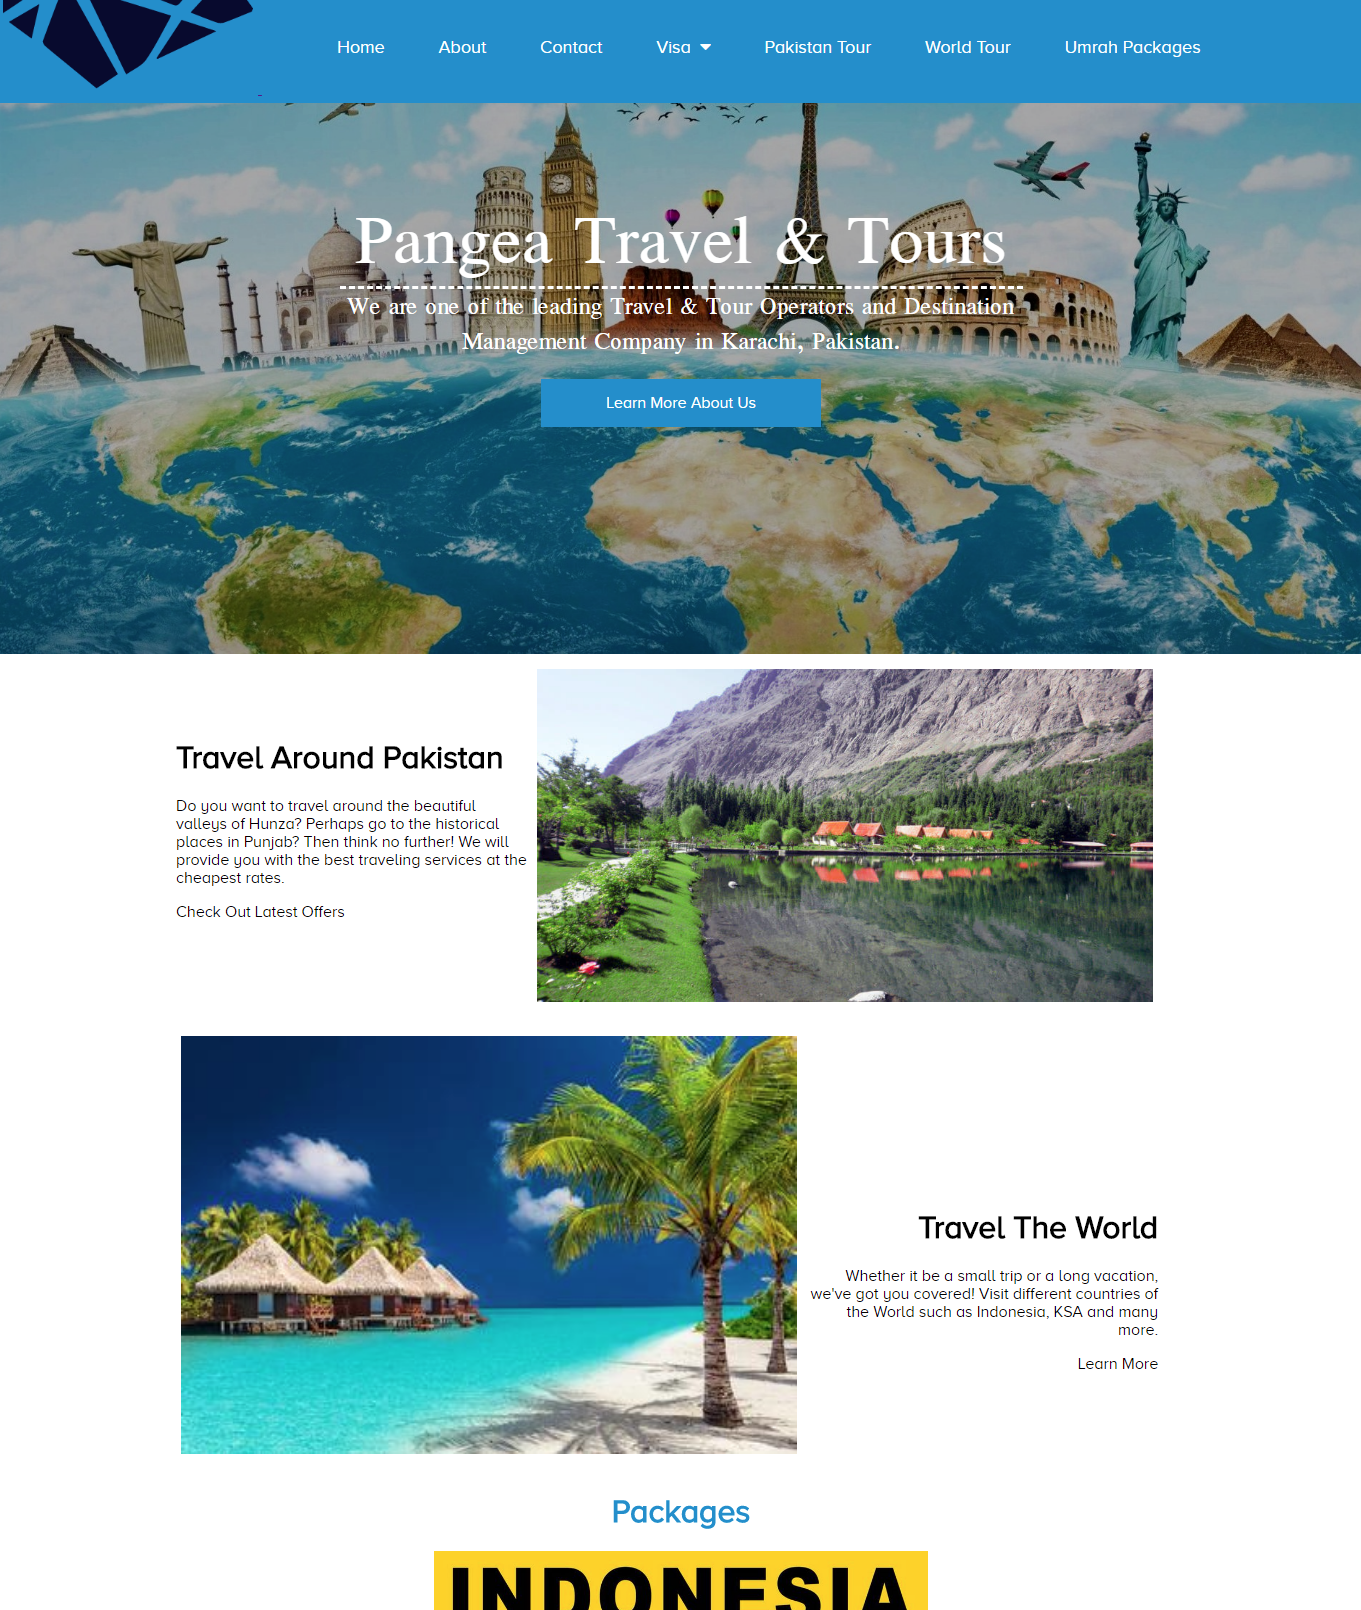 Home About Contact Visa Pakistan Tour World Tour Umrah Packages
Pangea Travel & Tours
We are one of the leading Travel & Tour Operators and Destination
Management Company in Karachi, Pakistan.
Learn More About Us
Travel Around Pakistan
Do you want to travel around the beautiful
valleys of Hunza? Perhaps go to the historical
places in Punjab? Then think no further! We will
provide you with the best traveling services at the
cheapest rates.
Check Out Latest Offers
Travel The World
Whether it be a small trip or a long vacation,
we've got you covered! Visit different countries of
the World such as Indonesia, KSA and many
more.
Learn More
Packages
INDONESIA